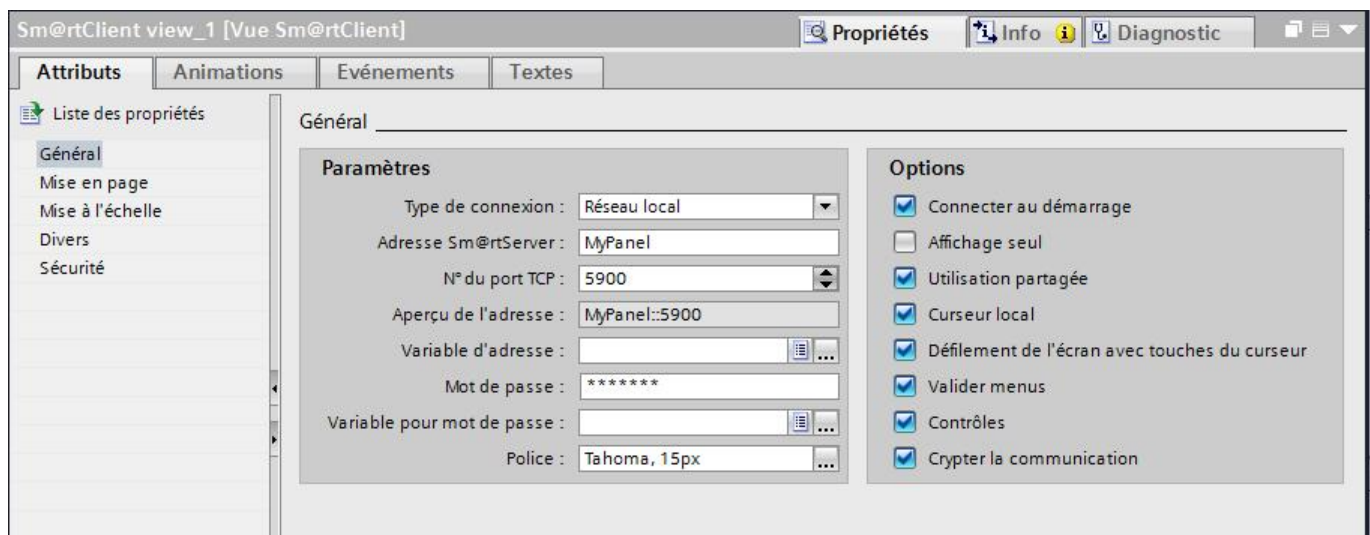 Sm@rtClient view_1 [Vue Sm@rtClient]
Propriétés
Info
Diagnostic
Attributs
Animations
Evénements
Textes
Liste des propriétés
Général
Mise en page
Mise à l'échelle
Divers
Sécurité
Général
Paramètres
Type de connexion : Réseau local
Adresse Sm@rtServer : MyPanel
N° du port TCP : 5900
Aperçu de l'adresse : MyPanel::5900
Variable d'adresse : ...
Mot de passe : *******
Variable pour mot de passe : ...
Police : Tahoma, 15px ...
Options
Connecter au démarrage
Affichage seul
Utilisation partagée
Curseur local
Défilement de l'écran avec touches du curseur
Valider menus
Contrôles
Crypter la communication